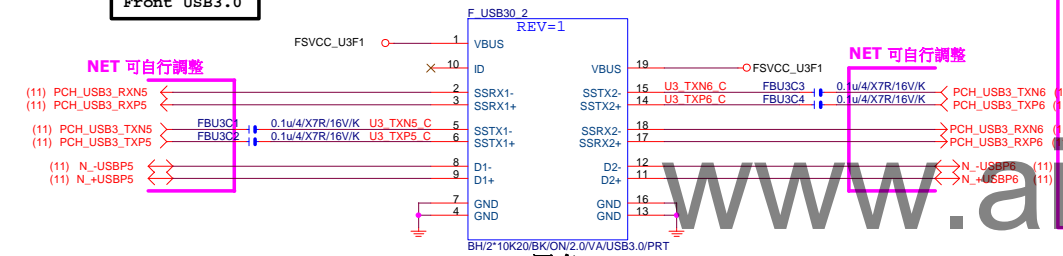 Front USB3.0
F_USB30_2
REV=1
FSVCC_U3F1
1 VBUS
NET 可自行調整
10 ID
VBUS 19
FSVCC_U3F1
NET 可自行調整
(11) PCH_USB3_RXN5
2 SSRX1-
SSTX2- 15
U3_TXN6_C
FBU3C3
0.1u/4/X7R/16V/K
PCH_USB3_TXN6
(11) PCH_USB3_RXP5
3 SSRX1+
SSTX2+ 14
U3_TXP6_C
FBU3C4
0.1u/4/X7R/16V/K
PCH_USB3_TXP6
(11) PCH_USB3_TXN5
FBU3C1
0.1u/4/X7R/16V/K
U3_TXN5_C
5 SSTX1-
SSRX2- 18
PCH_USB3_RXN6
(11) PCH_USB3_TXP5
FBU3C2
0.1u/4/X7R/16V/K
U3_TXP5_C
6 SSTX1+
SSRX2+ 17
PCH_USB3_RXP6
(11) N_-USBP5
8 D1-
D2- 12
N_-USBP6 (11)
(11) N_+USBP5
9 D1+
D2+ 11
N_+USBP6 (11)
7 GND
GND 16
4 GND
GND 13
BH/2*10K20/BK/ON/2.0/VA/USB3.0/PRT
www.al